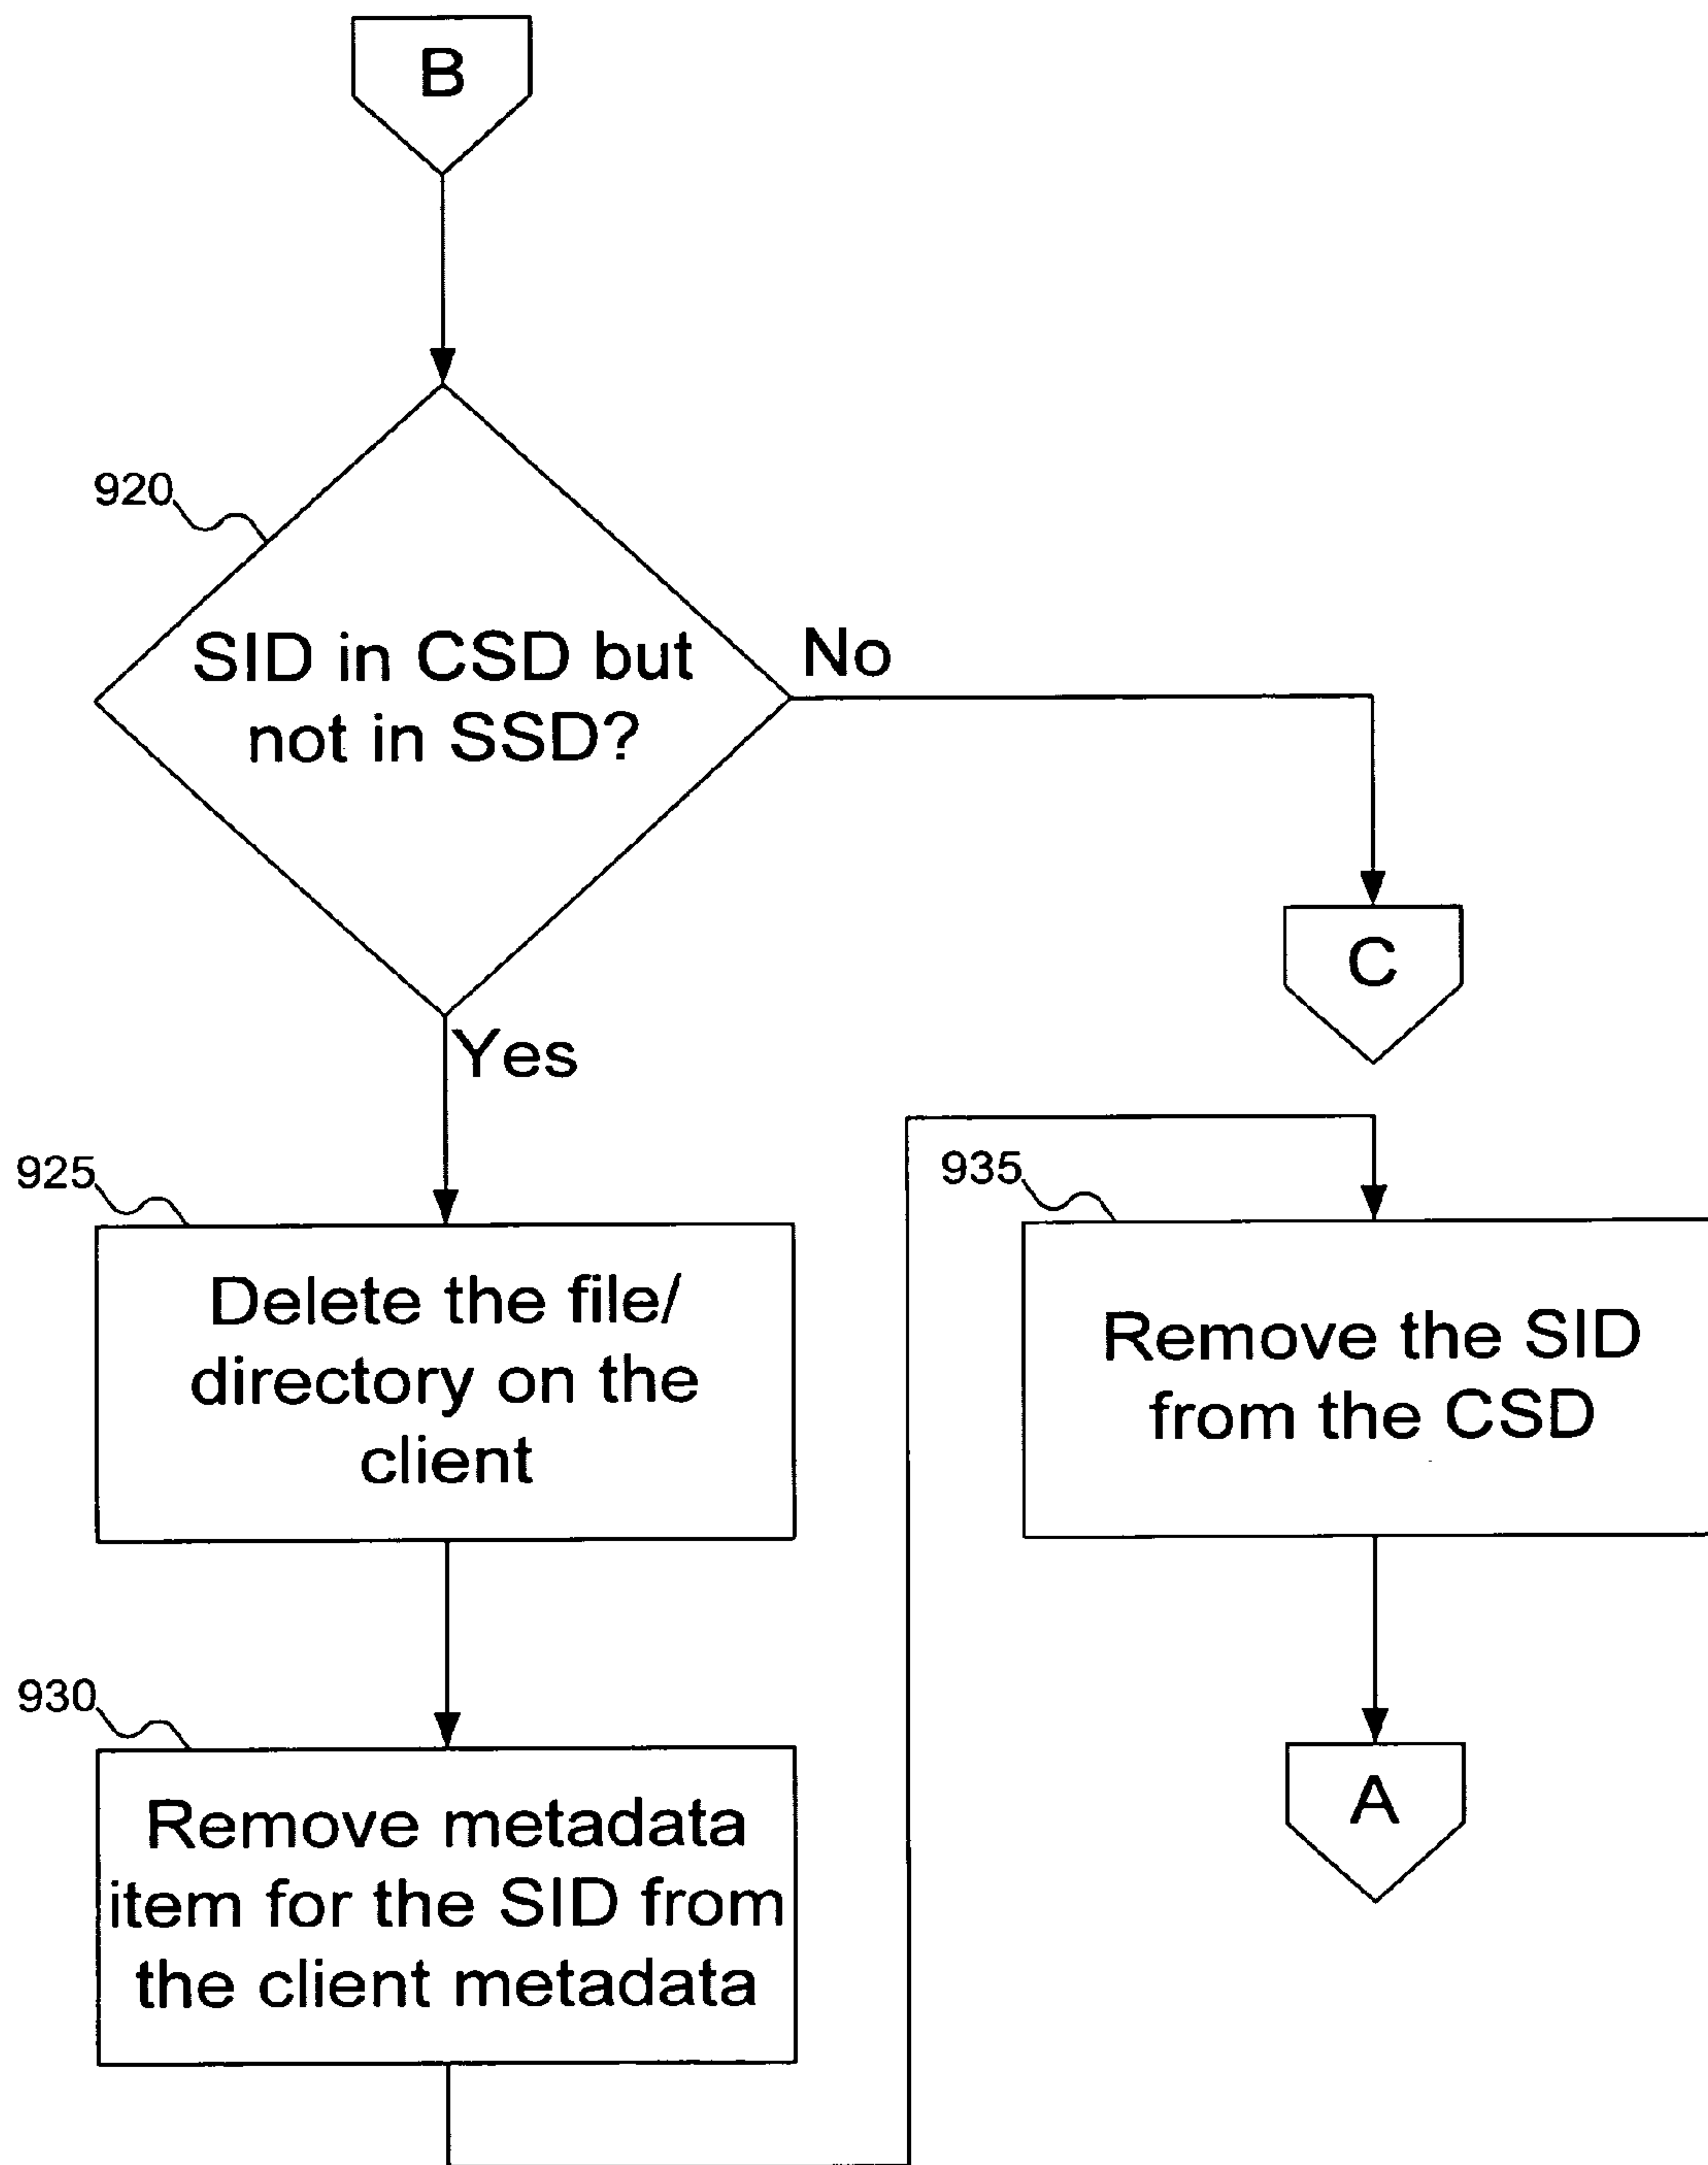 B
920
SID in CSD but
not in SSD?
No
C
Yes
925
Delete the file/
directory on the
client
930
Remove metadata
item for the SID from
the client metadata
935
Remove the SID
from the CSD
A